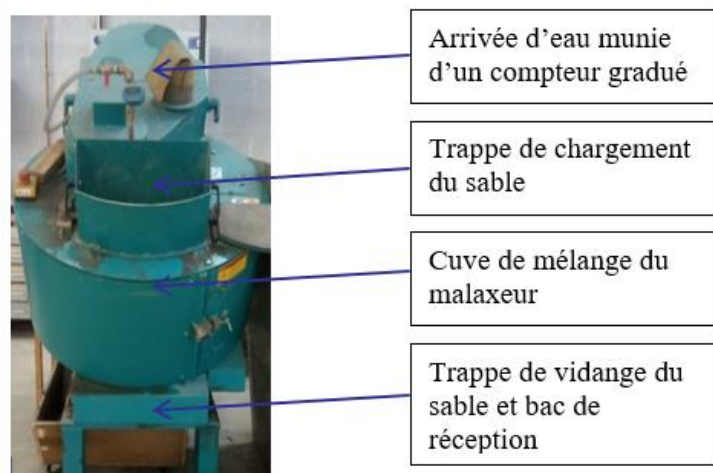 Arrivée d’eau munie
d’un compteur gradué
Trappe de chargement
du sable
Cuve de mélange du
malaxeur
Trappe de vidange du
sable et bac de
réception